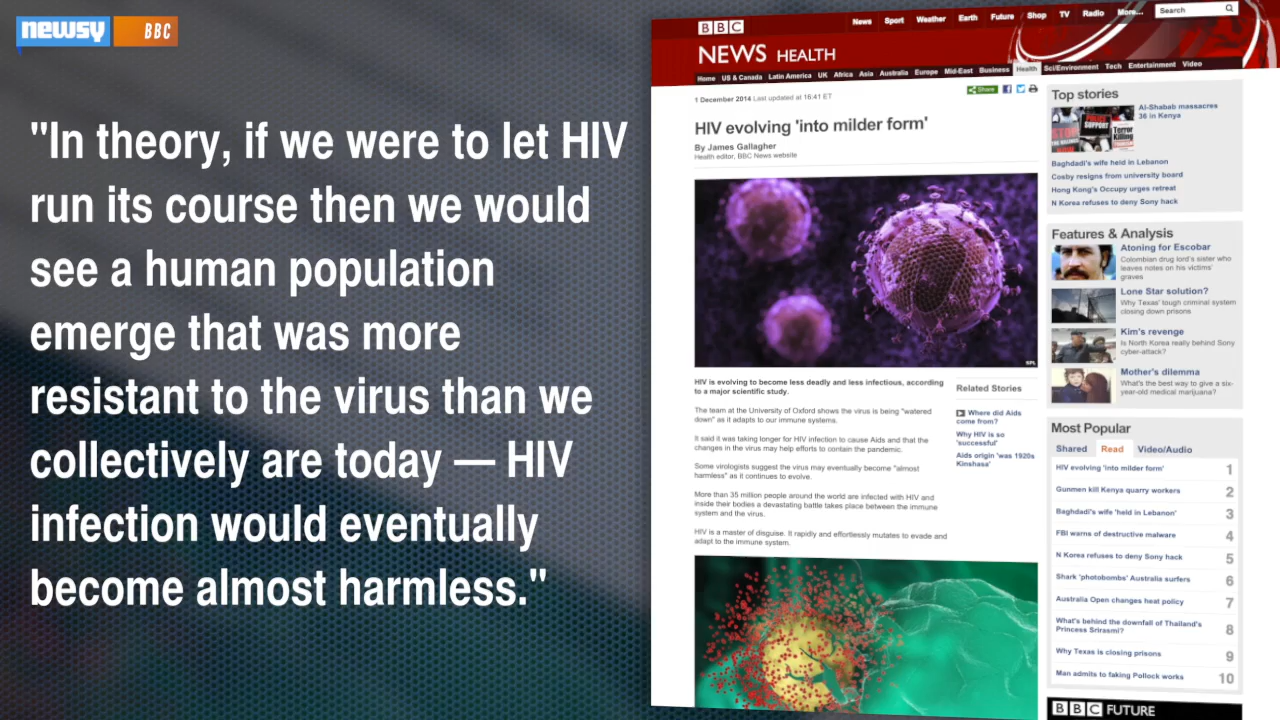 newsy BBC
"In theory, if we were to let HIV
run its course then we would
see a human population
emerge that was more
resistant to the virus than we
collectively are today — HIV
infection would eventually
become almost harmless."
BBC
News Sport Weather Earth Future Shop TV Radio More... Search
NEWS HEALTH
Home US & Canada Latin America UK Africa Asia Australia Europe Mid-East Business Health Sci/Environment Tech Entertainment Video
1 December 2014 Last updated at 16:41 ET
Share
HIV evolving 'into milder form'
By James Gallagher
Health editor, BBC News website
SPL
HIV is evolving to become less deadly and less infectious, according
to a major scientific study.
The team at the University of Oxford shows the virus is being "watered
down" as it adapts to our immune systems.
It said it was taking longer for HIV infection to cause Aids and that the
changes in the virus may help efforts to contain the pandemic.
Some virologists suggest the virus may eventually become "almost
harmless" as it continues to evolve.
More than 35 million people around the world are infected with HIV and
inside their bodies a devastating battle takes place between the immune
system and the virus.
HIV is a master of disguise. It rapidly and effortlessly mutates to evade and
adapt to the immune system.
Related Stories
Where did Aids
come from?
Why HIV is so
'successful'
Aids origin 'was 1920s
Kinshasa'
Top stories
Al-Shabab massacres
36 in Kenya
Baghdadi's wife held in Lebanon
Cosby resigns from university board
Hong Kong's Occupy urges retreat
N Korea refuses to deny Sony hack
Features & Analysis
Atoning for Escobar
Colombian drug lord's sister who
leaves notes on his victims'
graves
Lone Star solution?
Why Texas' tough criminal system
closing down prisons
Kim's revenge
Is North Korea really behind Sony
cyber-attack?
Mother's dilemma
What's the best way to give a six-
year-old medical marijuana?
Most Popular
Shared Read Video/Audio
HIV evolving 'into milder form' 1
Gunmen kill Kenya quarry workers 2
Baghdadi's wife 'held in Lebanon' 3
FBI warns of destructive malware 4
N Korea refuses to deny Sony hack 5
Shark 'photobombs' Australia surfers 6
Australia Open changes heat policy 7
What's behind the downfall of Thailand's
Princess Srirasmi? 8
Why Texas is closing prisons 9
Man admits to faking Pollock works 10
BBC FUTURE